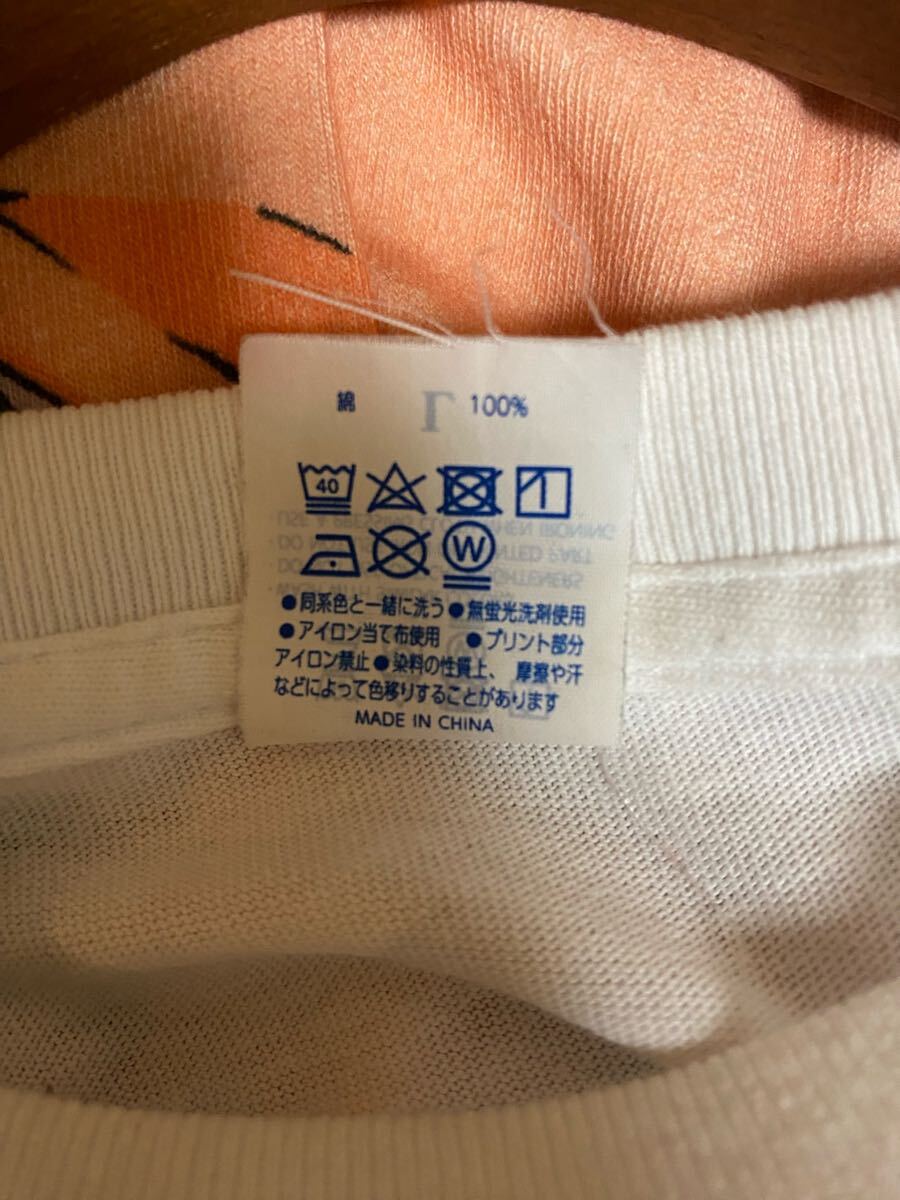 綿 L 100%
40
W
●同系色と一緒に洗う●無蛍光洗剤使用
●アイロン当て布使用 ●プリント部分
アイロン禁止●染料の性質上、摩擦や汗
などによって色移りすることがあります
MADE IN CHINA